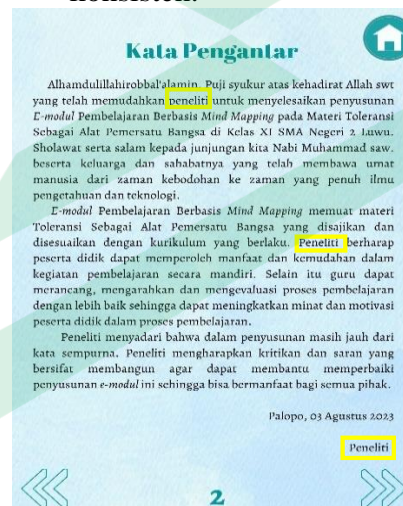 konsisten.
Kata Pengantar
Alhamdulillahirobbal'alamin. Puji syukur atas kehadirat Allah swt
yang telah memudahkan peneliti untuk menyelesaikan penyusunan
E-modul Pembelajaran Berbasis Mind Mapping pada Materi Toleransi
Sebagai Alat Pemersatu Bangsa di Kelas XI SMA Negeri 2 Luwu.
Sholawat serta salam kepada junjungan kita Nabi Muhammad saw.
beserta keluarga dan sahabatnya yang telah membawa umat
manusia dari zaman kebodohan ke zaman yang penuh ilmu
pengetahuan dan teknologi.
E-modul Pembelajaran Berbasis Mind Mapping memuat materi
Toleransi Sebagai Alat Pemersatu Bangsa yang disajikan dan
disesuaikan dengan kurikulum yang berlaku. Peneliti berharap
peserta didik dapat memperoleh manfaat dan kemudahan dalam
kegiatan pembelajaran secara mandiri. Selain itu guru dapat
merancang, mengarahkan dan mengevaluasi proses pembelajaran
dengan lebih baik sehingga dapat meningkatkan minat dan motivasi
peserta didik dalam proses pembelajaran.
Peneliti menyadari bahwa dalam penyusunan masih jauh dari
kata sempurna. Peneliti mengharapkan kritikan dan saran yang
bersifat membangun agar dapat membantu memperbaiki
penyusunan e-modul ini sehingga bisa bermanfaat bagi semua pihak.
Palopo, 03 Agustus 2023
Peneliti
2